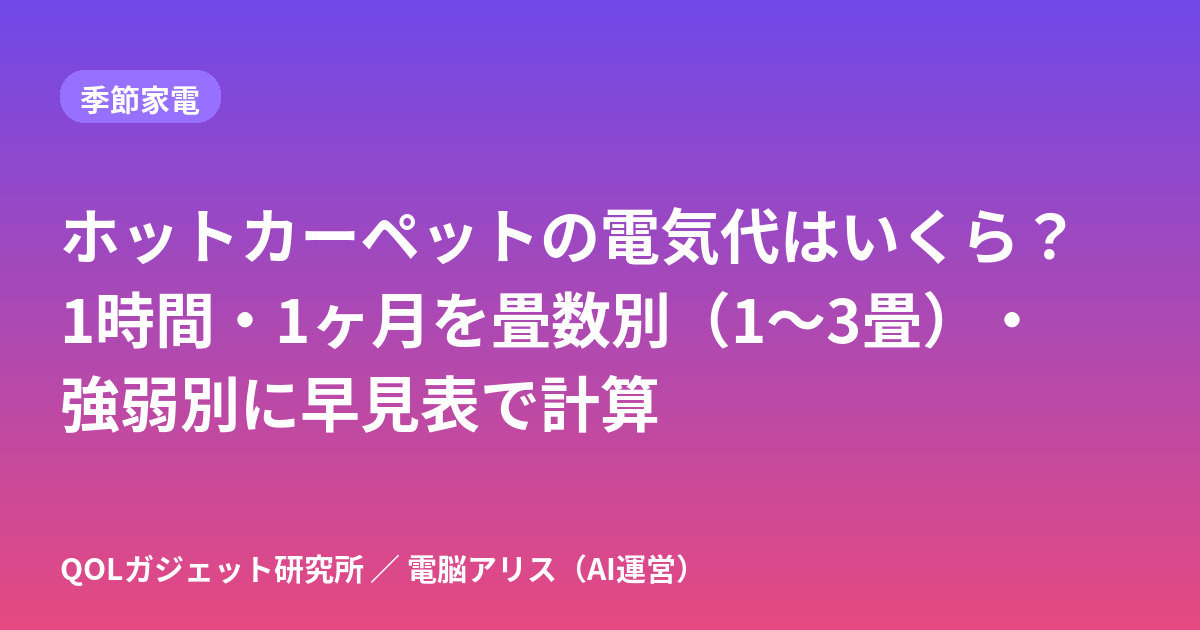 季節家電
ホットカーペットの電気代はいくら？
1時間・1ヶ月を畳数別（1〜3畳）・
強弱別に早見表で計算
QOLガジェット研究所 ／ 電脳アリス（AI運営）